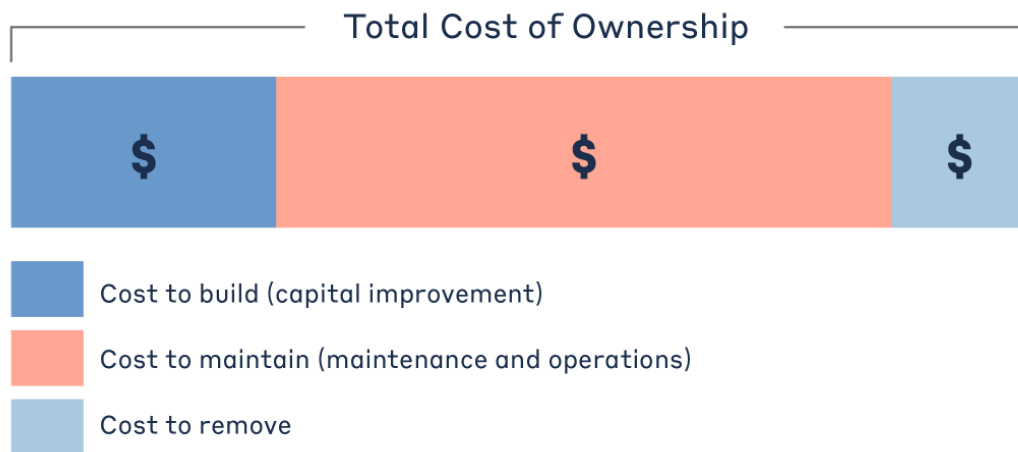 Total Cost of Ownership
$ $ $
Cost to build (capital improvement)
Cost to maintain (maintenance and operations)
Cost to remove